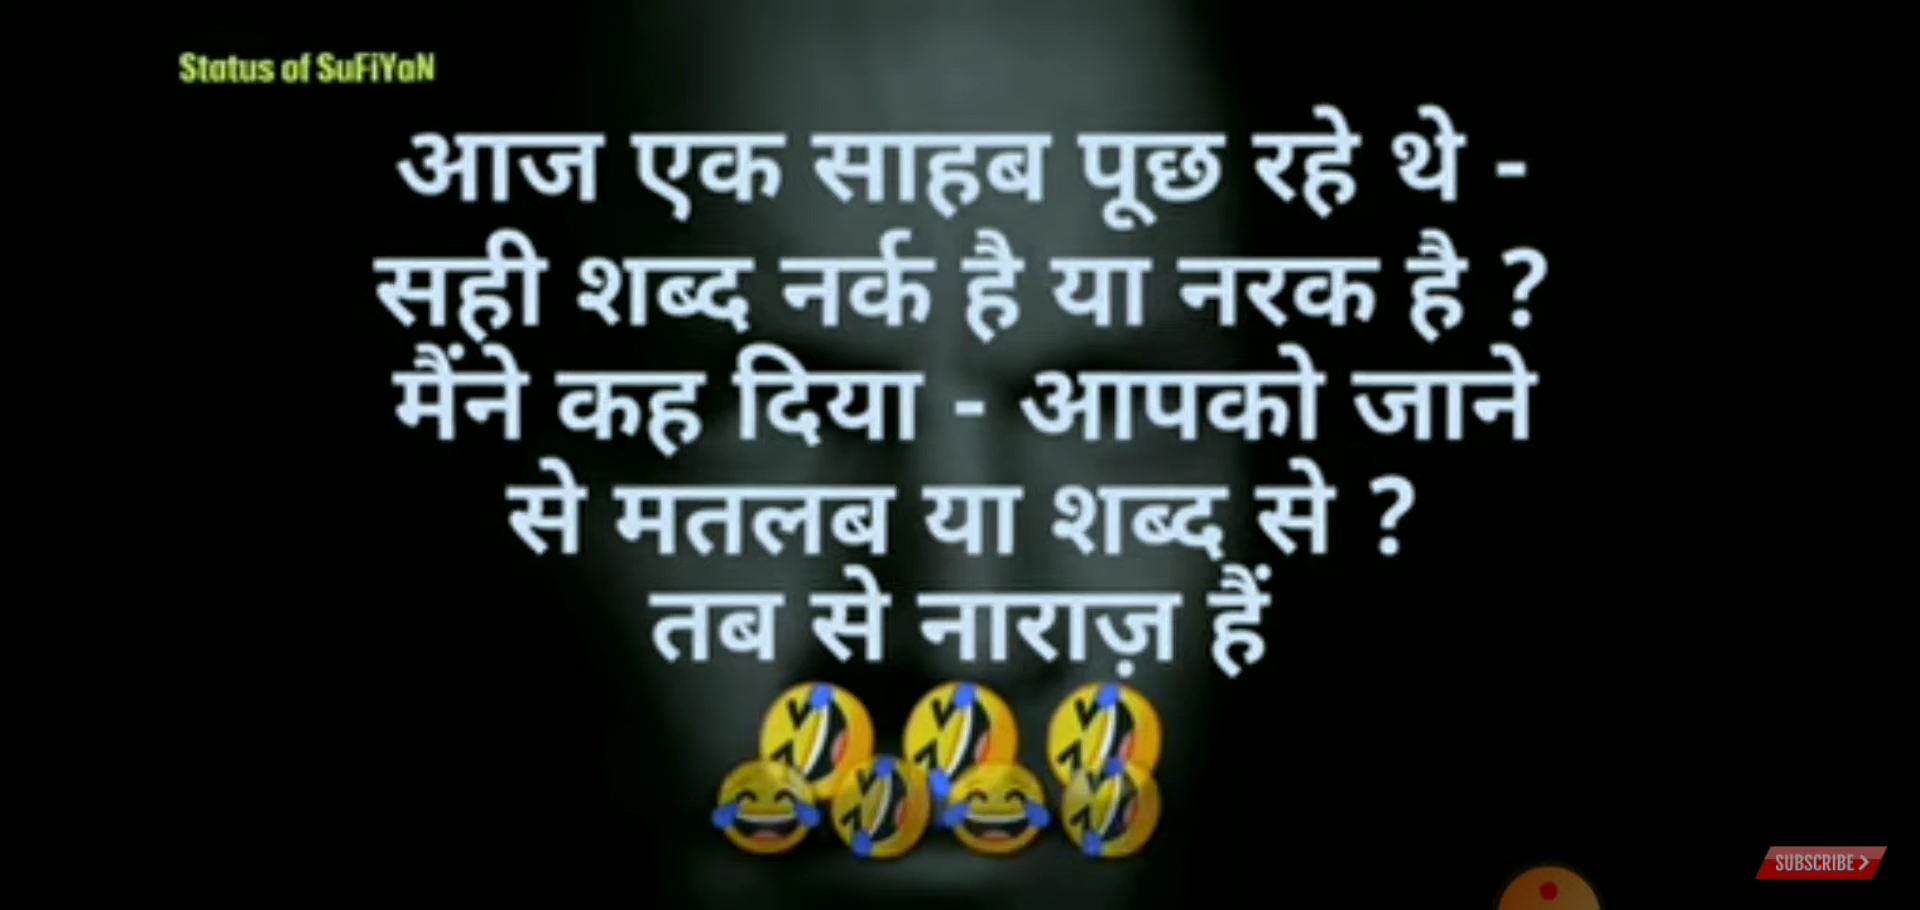 Status of SuFiYaN
आज एक साहब पूछ रहे थे -
सही शब्द नर्क है या नरक है ?
मैंने कह दिया - आपको जाने
से मतलब या शब्द से ?
तब से नाराज़ हैं
SUBSCRIBE